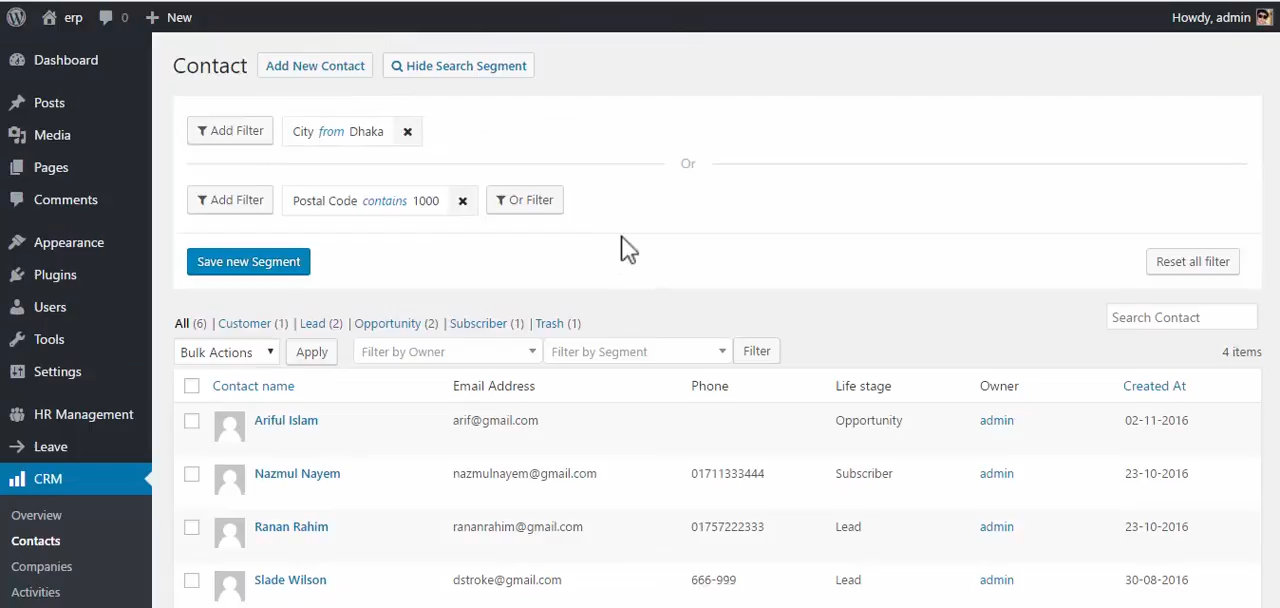 erp 0 New Howdy, admin
Dashboard
Posts
Media
Pages
Comments
Appearance
Plugins
Users
Tools
Settings
HR Management
Leave
CRM
Overview
Contacts
Companies
Activities
Contact Add New Contact Hide Search Segment
Add Filter City from Dhaka
Or
Add Filter Postal Code contains 1000 Or Filter
Save new Segment Reset all filter
All (6) | Customer (1) | Lead (2) | Opportunity (2) | Subscriber (1) | Trash (1) Search Contact
Bulk Actions Apply Filter by Owner Filter by Segment Filter 4 items
Contact name Email Address Phone Life stage Owner Created At
Ariful Islam arif@gmail.com Opportunity admin 02-11-2016
Nazmul Nayem nazmulnayem@gmail.com 01711333444 Subscriber admin 23-10-2016
Ranan Rahim rananrahim@gmail.com 01757222333 Lead admin 23-10-2016
Slade Wilson dstroke@gmail.com 666-999 Lead admin 30-08-2016